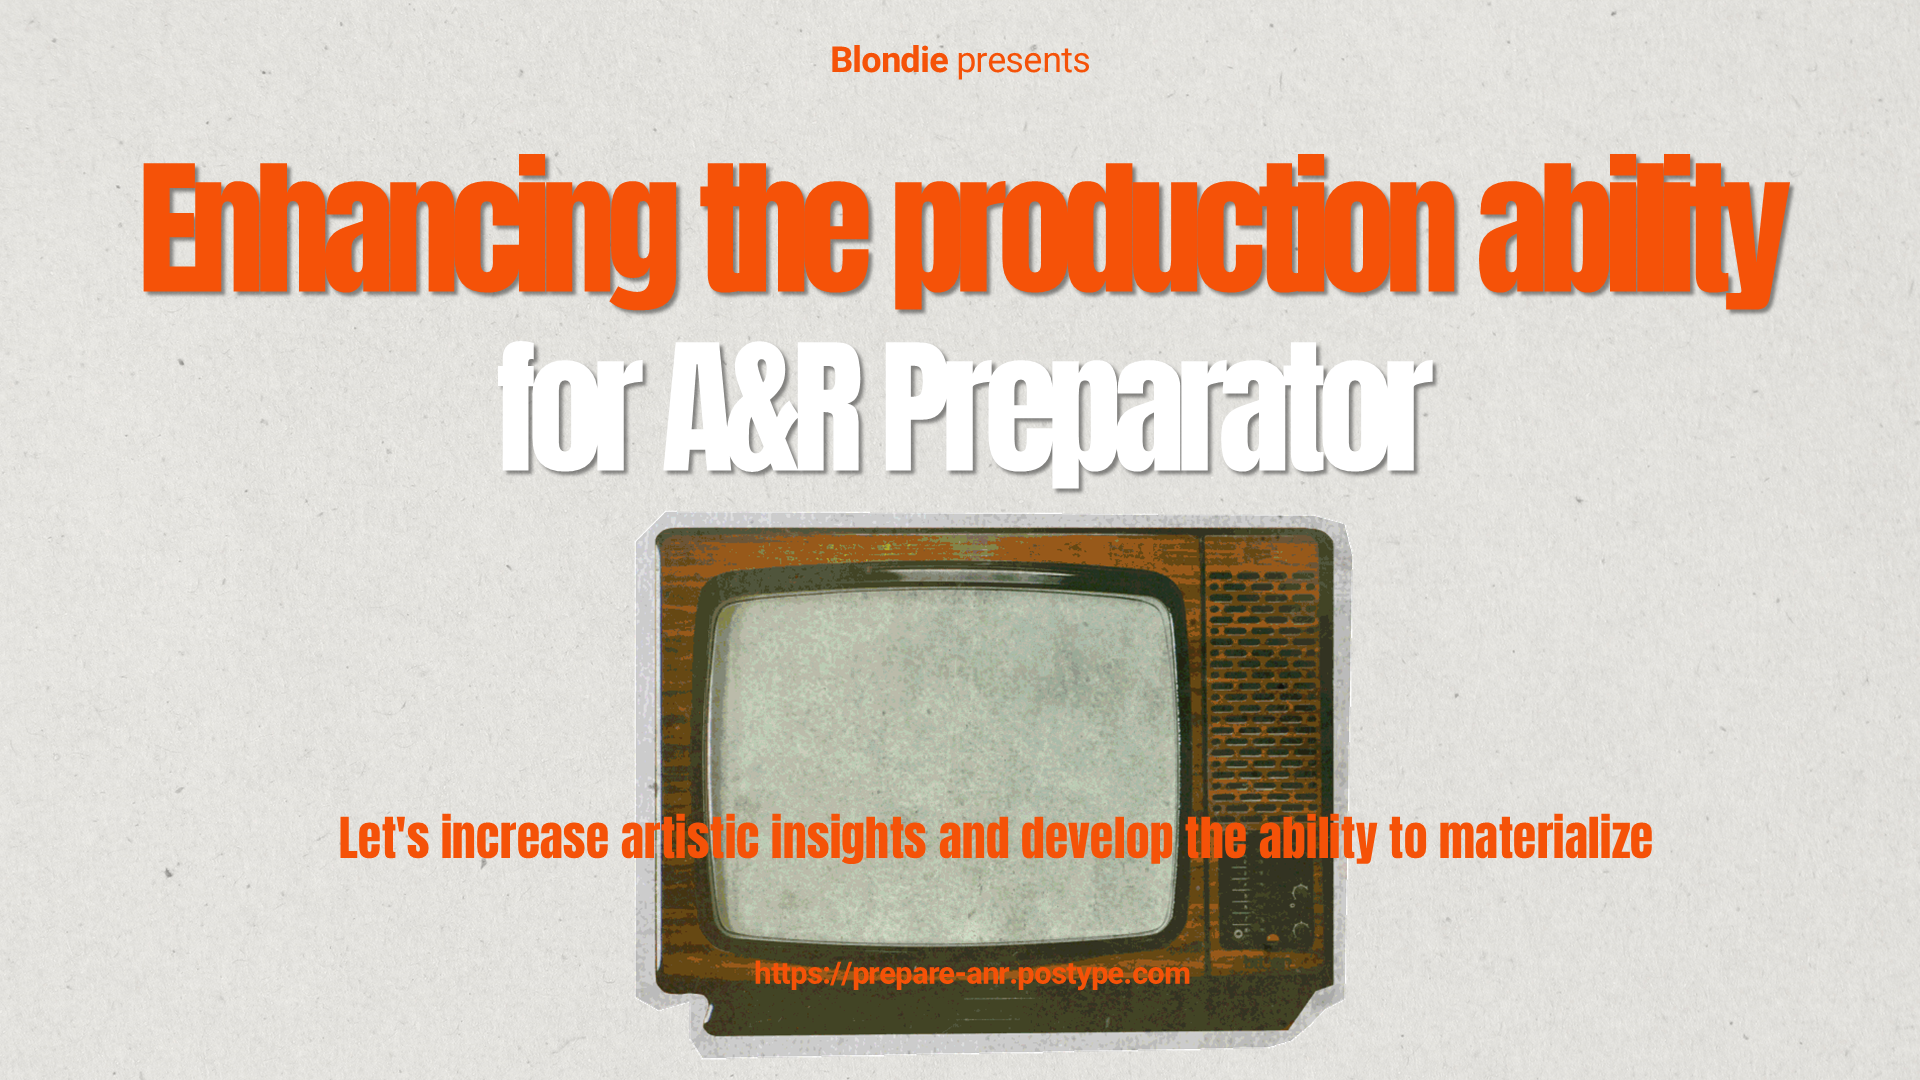 Blondie presents
Enhancing the production ability
for A&R Preparator
Let's increase artistic insights and develop the ability to materialize
https://prepare-anr.postype.com